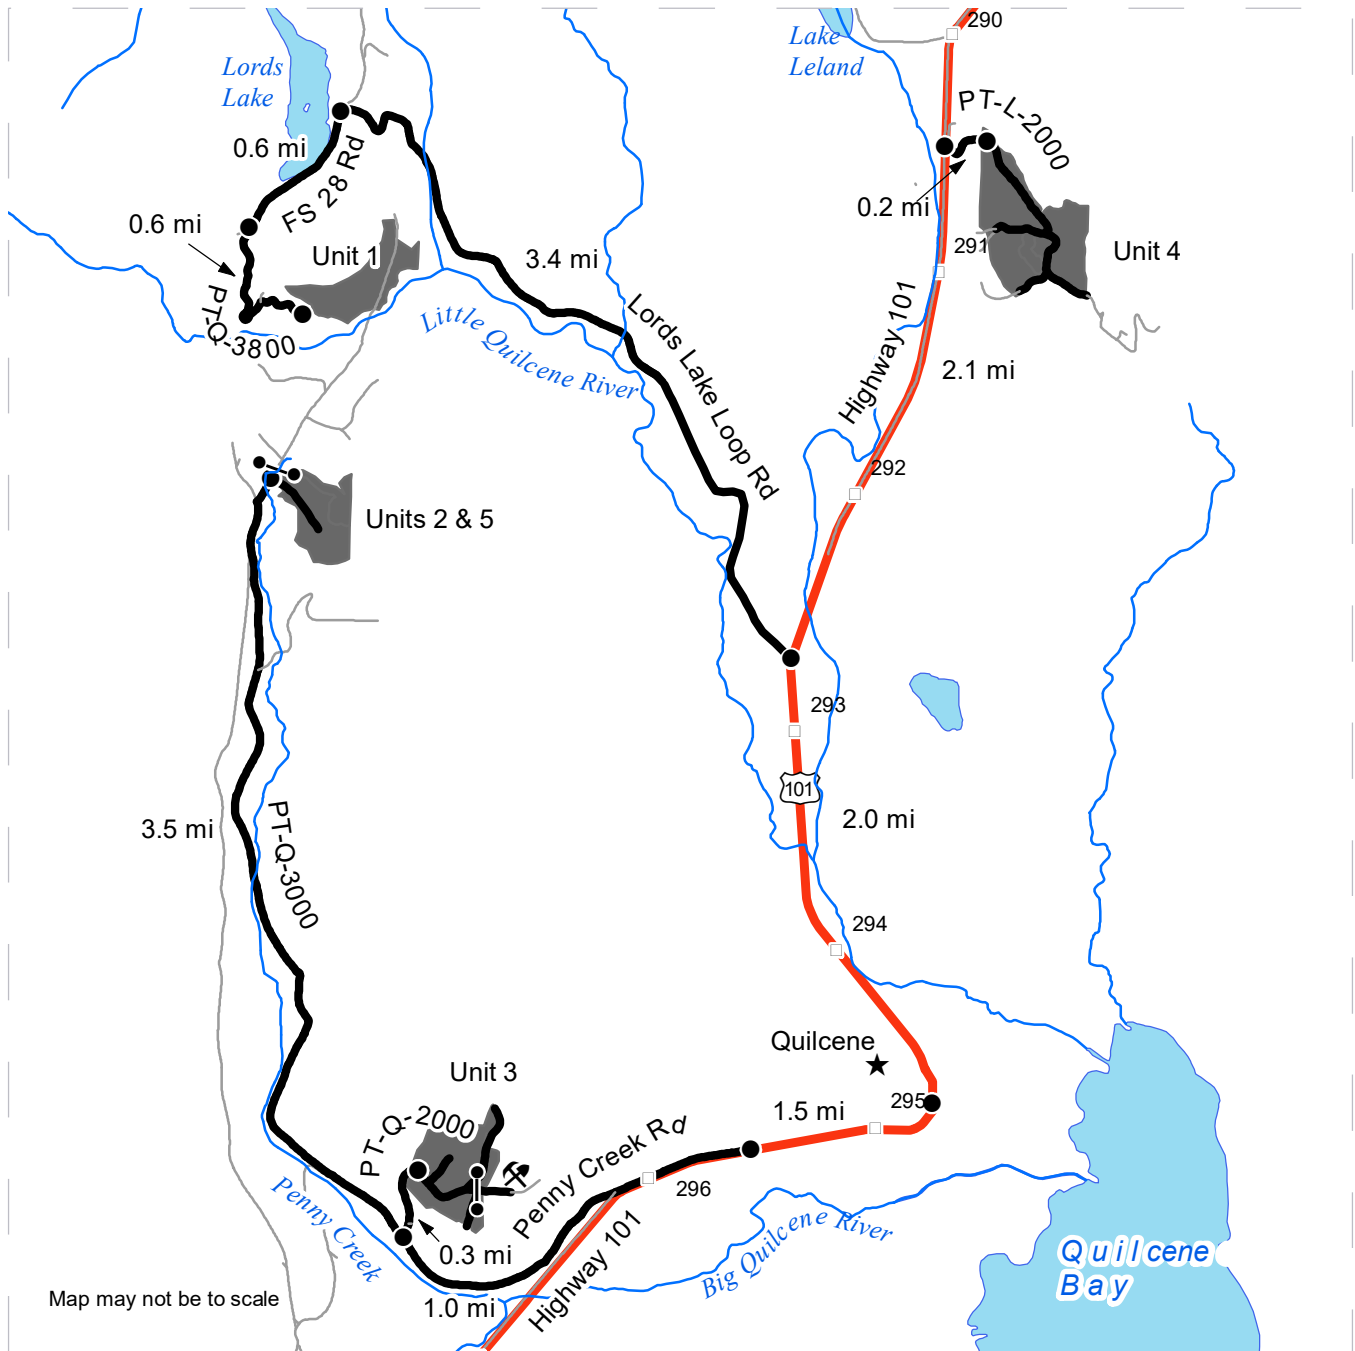 290
Lake
Leland
Lords
Lake
PT-L-2000
0.6 mi
FS 28 Rd
0.2 mi
0.6 mi
291
Unit 4
Unit 1
3.4 mi
PT-Q-3800
Little Quilcene River
Lords Lake Loop Rd
Highway 101
2.1 mi
292
Units 2 & 5
293
101
2.0 mi
3.5 mi
PT-Q-3000
294
Quilcene
Unit 3
295
1.5 mi
PT-Q-2000
Penny Creek Rd
296
Penny Creek
0.3 mi
Big Quilcene River
Quilcene
Bay
Highway 101
1.0 mi
Map may not be to scale